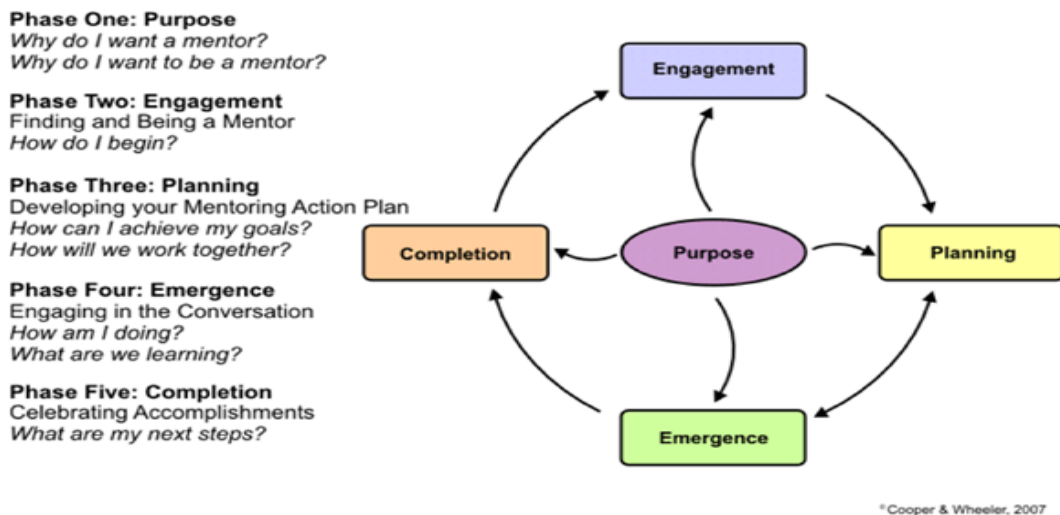 Phase One: Purpose
Why do I want a mentor?
Why do I want to be a mentor?
Phase Two: Engagement
Finding and Being a Mentor
How do I begin?
Phase Three: Planning
Developing your Mentoring Action Plan
How can I achieve my goals?
How will we work together?
Phase Four: Emergence
Engaging in the Conversation
How am I doing?
What are we learning?
Phase Five: Completion
Celebrating Accomplishments
What are my next steps?
Engagement
Completion
Purpose
Planning
Emergence
© Cooper & Wheeler, 2007